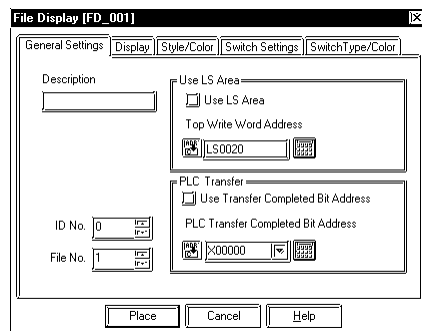 File Display [FD_001]
General Settings Display Style/Color Switch Settings SwitchType/Color
Description
Use LS Area
Use LS Area
Top Write Word Address
LS0020
PLC Transfer
Use Transfer Completed Bit Address
PLC Transfer Completed Bit Address
X00000
ID No. 0
File No. 1
Place Cancel Help